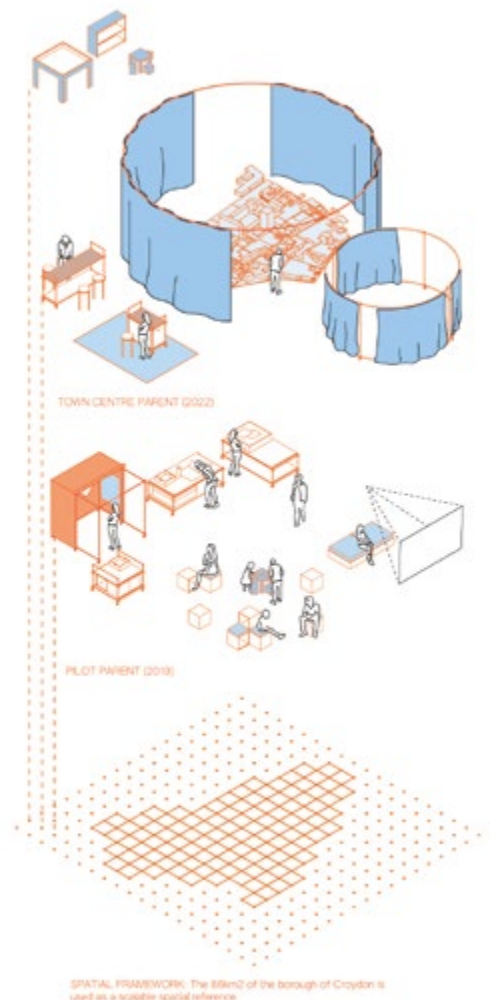 TOWN CENTRE PARENT (2022)
PILOT PARENT (2019)
SPATIAL FRAMEWORK: The 86km2 of the borough of Croydon is
used as a scalable spatial reference.